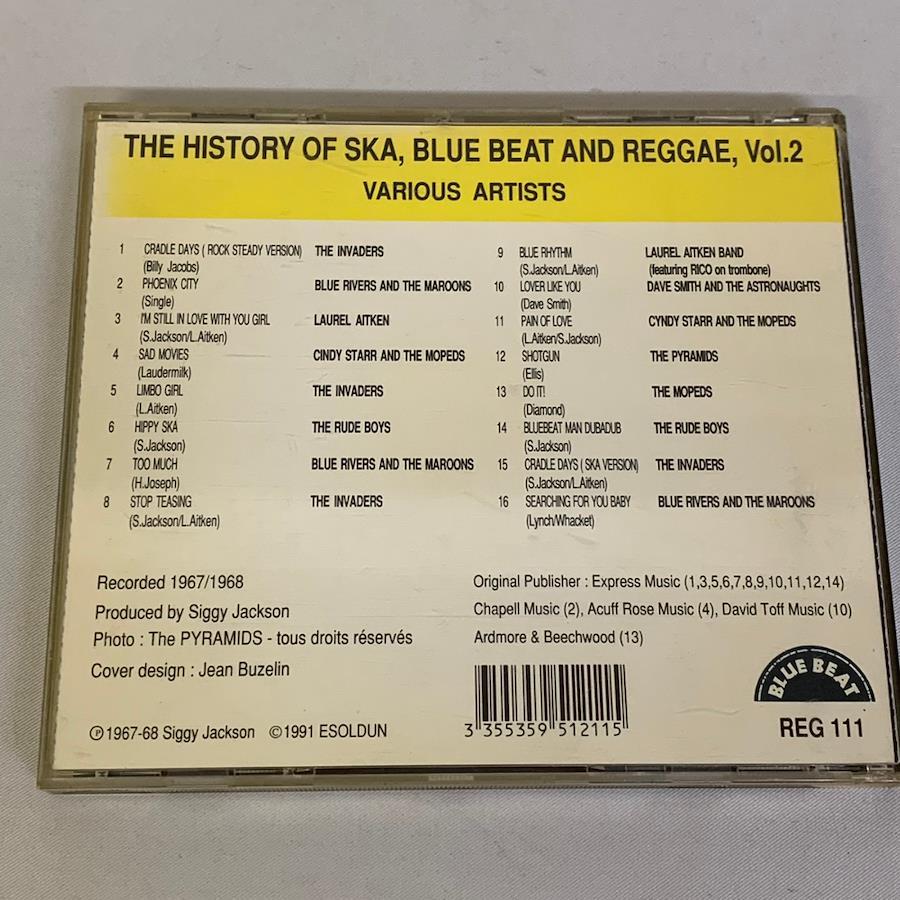 THE HISTORY OF SKA, BLUE BEAT AND REGGAE, Vol.2
VARIOUS ARTISTS
1 CRADLE DAYS ( ROCK STEADY VERSION) THE INVADERS
(Billy Jacobs)
2 PHOENIX CITY BLUE RIVERS AND THE MAROONS
(Single)
3 I'M STILL IN LOVE WITH YOU GIRL LAUREL AITKEN
(S.Jackson/L.Aitken)
4 SAD MOVIES CINDY STARR AND THE MOPEDS
(Laudermilk)
5 LIMBO GIRL THE INVADERS
(L.Aitken)
6 HIPPY SKA THE RUDE BOYS
(S.Jackson)
7 TOO MUCH BLUE RIVERS AND THE MAROONS
(H.Joseph)
8 STOP TEASING THE INVADERS
(S.Jackson/L.Aitken)
9 BLUE RHYTHM LAUREL AITKEN BAND
(S.Jackson/L.Aitken) (featuring RICO on trombone)
10 LOVER LIKE YOU DAVE SMITH AND THE ASTRONAUGHTS
(Dave Smith)
11 PAIN OF LOVE CYNDY STARR AND THE MOPEDS
(L.Aitken/S.Jackson)
12 SHOTGUN THE PYRAMIDS
(Ellis)
13 DO IT! THE MOPEDS
(Diamond)
14 BLUEBEAT MAN DUBADUB THE RUDE BOYS
(S.Jackson)
15 CRADLE DAYS ( SKA VERSION) THE INVADERS
(S.Jackson/L.Aitken)
16 SEARCHING FOR YOU BABY BLUE RIVERS AND THE MAROONS
(Lynch/Whacket)
Recorded 1967/1968
Produced by Siggy Jackson
Photo : The PYRAMIDS - tous droits réservés
Cover design : Jean Buzelin
℗1967-68 Siggy Jackson ©1991 ESOLDUN
Original Publisher : Express Music (1,3,5,6,7,8,9,10,11,12,14)
Chapell Music (2), Acuff Rose Music (4), David Toff Music (10)
Ardmore & Beechwood (13)
3 355359 512115
BLUE BEAT
REG 111